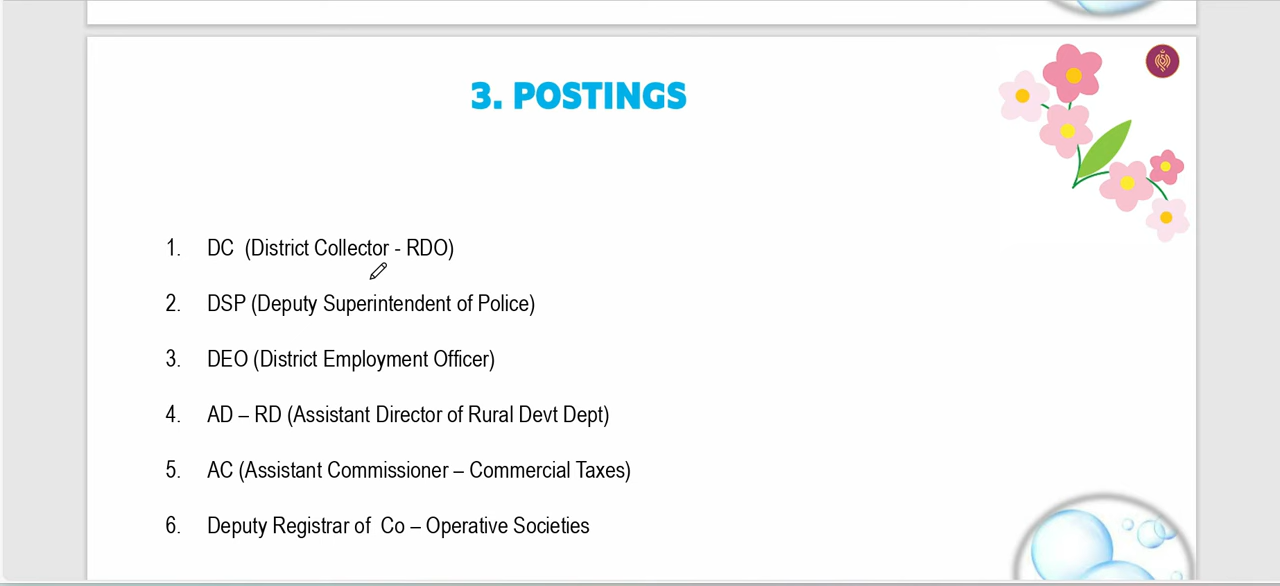 3. POSTINGS
1. DC (District Collector - RDO)
2. DSP (Deputy Superintendent of Police)
3. DEO (District Employment Officer)
4. AD – RD (Assistant Director of Rural Devt Dept)
5. AC (Assistant Commissioner – Commercial Taxes)
6. Deputy Registrar of Co – Operative Societies